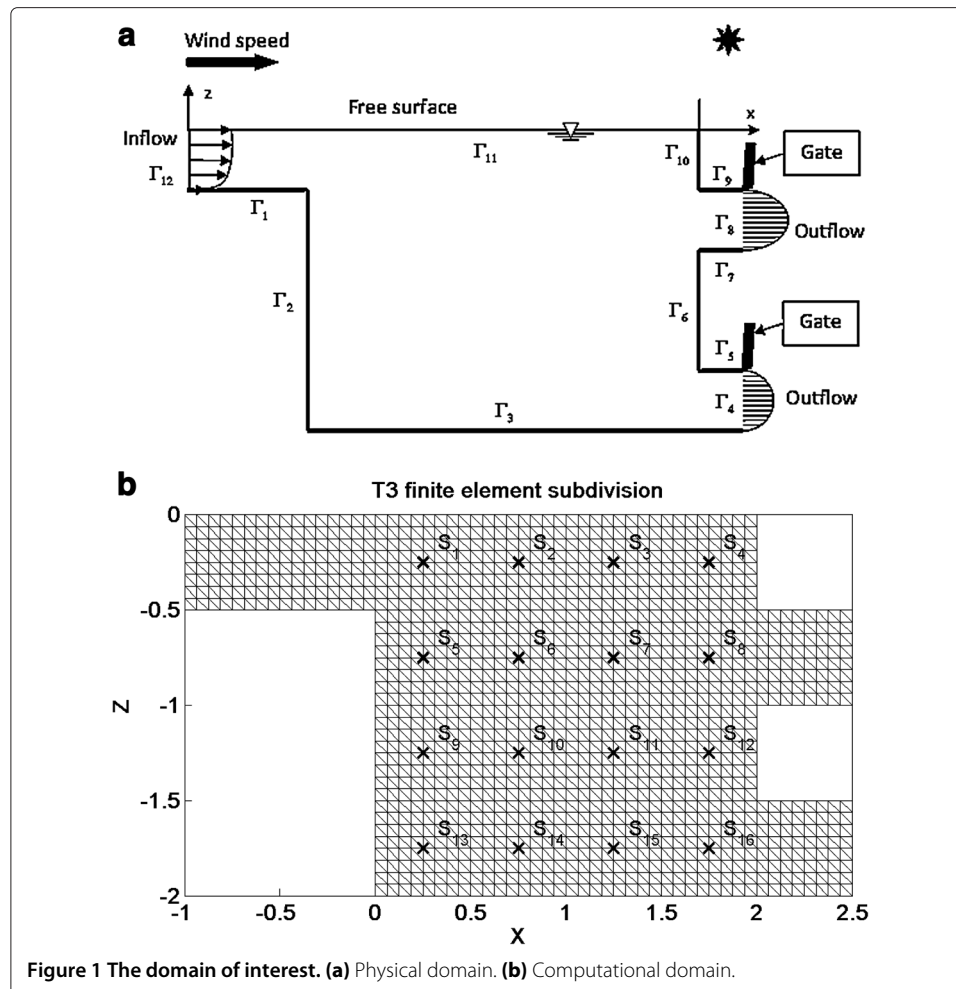 a
Wind speed
z
Free surface
x
Inflow
Γ12
Γ11
Γ10
Γ9
Gate
Γ1
Γ8
Outflow
Γ7
Γ2
Γ6
Gate
Γ5
Γ4
Outflow
Γ3
b
T3 finite element subdivision
0
S1 S2 S3 S4
-0.5
S5 S6 S7 S8
Z
-1
S9 S10 S11 S12
-1.5
S13 S14 S15 S16
-2
-1 -0.5 0 0.5 1 1.5 2 2.5
X
Figure 1 The domain of interest. (a) Physical domain. (b) Computational domain.